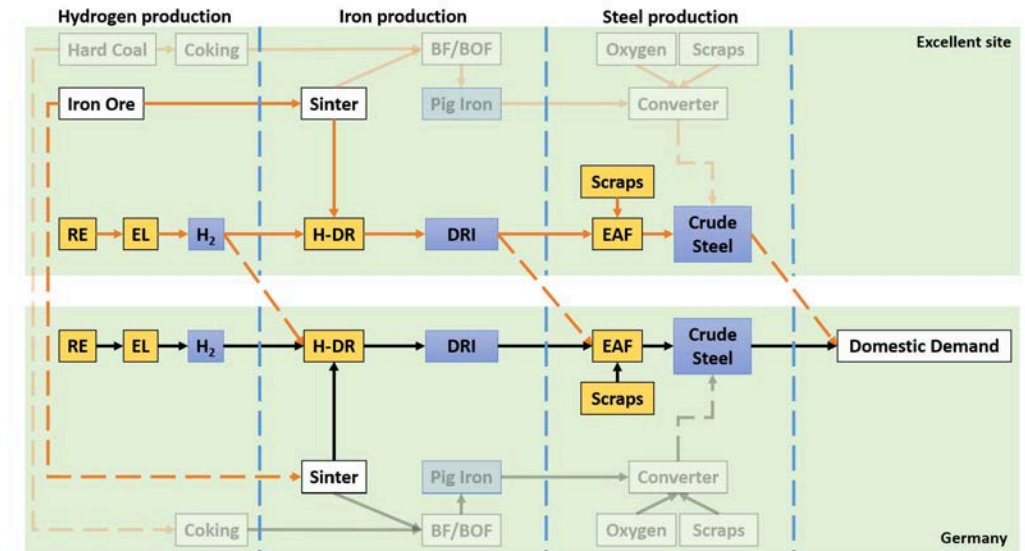 Hydrogen production
Iron production
Steel production
Excellent site
Hard Coal
Coking
BF/BOF
Oxygen
Scraps
Iron Ore
Sinter
Pig Iron
Converter
Scraps
RE
EL
H₂
H-DR
DRI
EAF
Crude
Steel
RE
EL
H₂
H-DR
DRI
EAF
Crude
Steel
Domestic Demand
Scraps
Sinter
Pig Iron
Converter
Coking
BF/BOF
Oxygen
Scraps
Germany